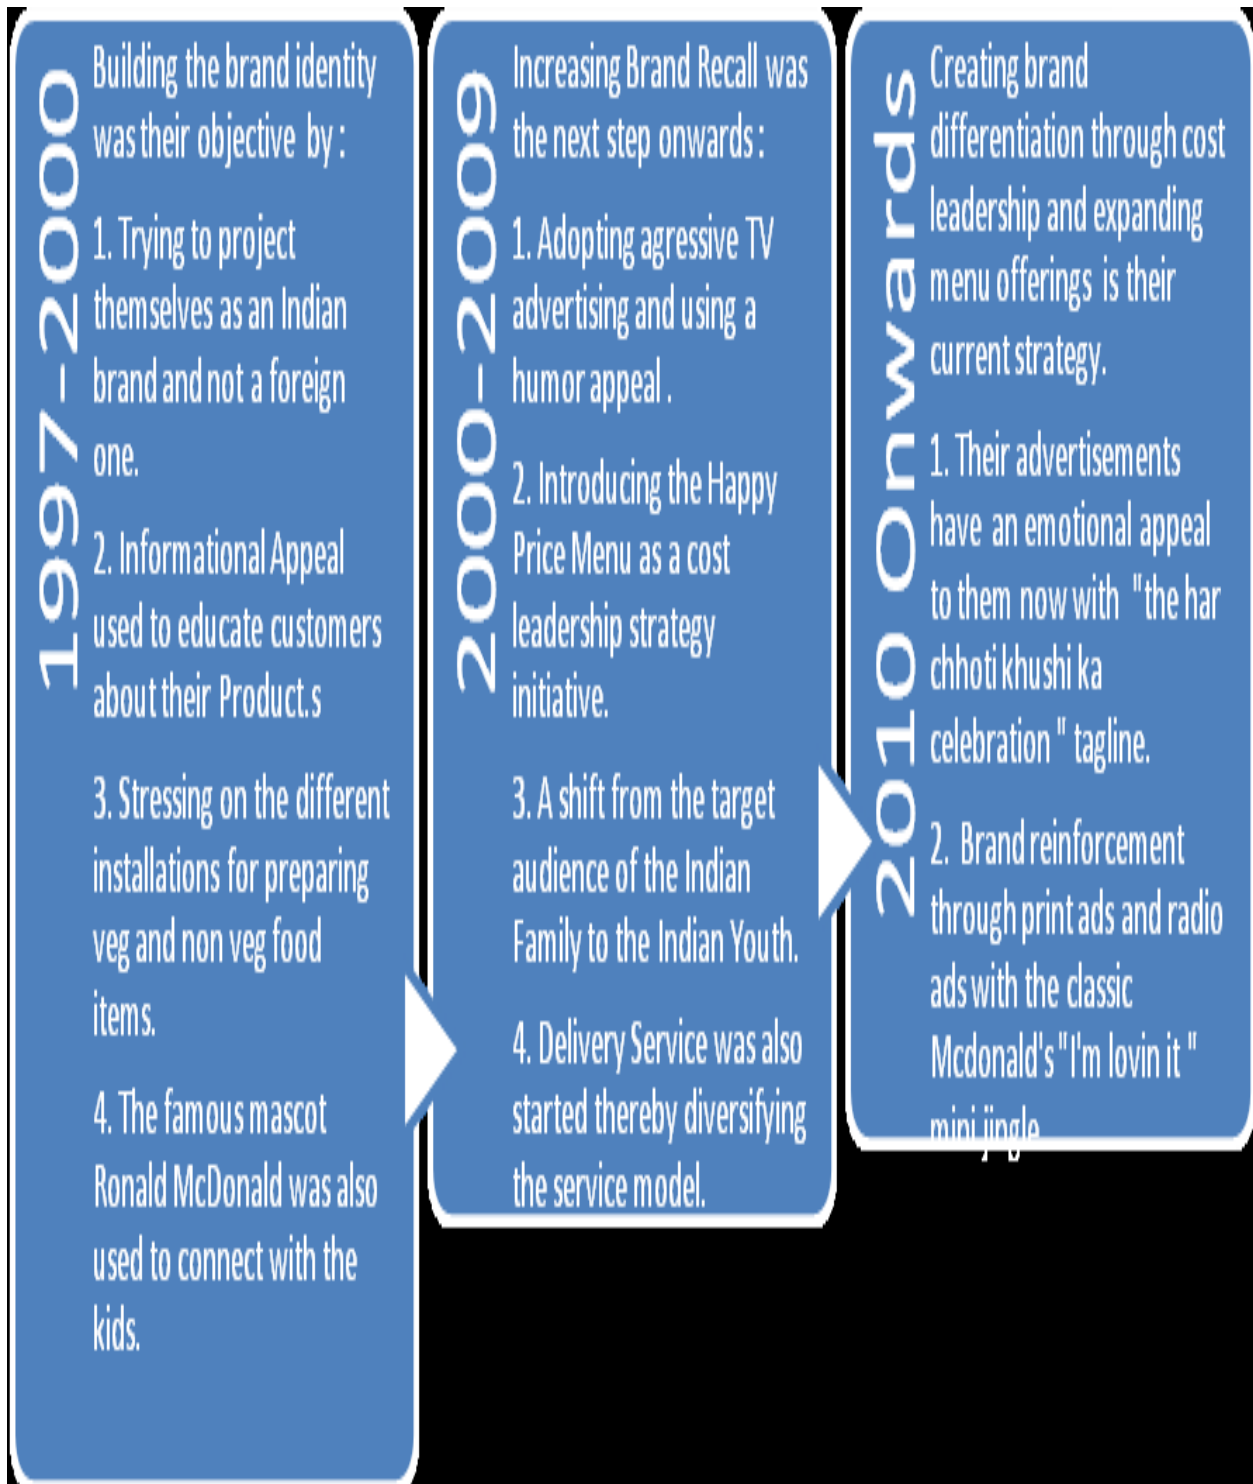 1997-2000
Building the brand identity
was their objective by :
1. Trying to project
themselves as an Indian
brand and not a foreign
one.
2. Informational Appeal
used to educate customers
about their Product.s
3. Stressing on the different
installations for preparing
veg and non veg food
items.
4. The famous mascot
Ronald McDonald was also
used to connect with the
kids.
2000-2009
Increasing Brand Recall was
the next step onwards :
1. Adopting agressive TV
advertising and using a
humor appeal .
2. Introducing the Happy
Price Menu as a cost
leadership strategy
initiative.
3. A shift from the target
audience of the Indian
Family to the Indian Youth.
4. Delivery Service was also
started thereby diversifying
the service model.
2010 Onwards
Creating brand
differentiation through cost
leadership and expanding
menu offerings is their
current strategy.
1. Their advertisements
have an emotional appeal
to them now with "the har
chhoti khushi ka
celebration " tagline.
2. Brand reinforcement
through print ads and radio
ads with the classic
Mcdonald's "I'm lovin it "
mini jingle